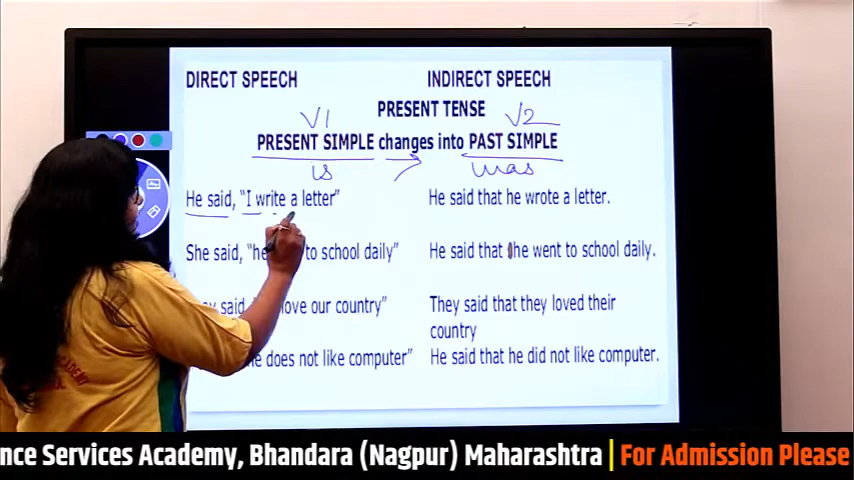 DIRECT SPEECH INDIRECT SPEECH
PRESENT TENSE
V1 V2
PRESENT SIMPLE changes into PAST SIMPLE
is was
He said, "I write a letter" He said that he wrote a letter.
She said, "he to school daily" He said that he went to school daily.
said, love our country" They said that they loved their
country
he does not like computer" He said that he did not like computer.
nce Services Academy, Bhandara (Nagpur) Maharashtra | For Admission Please